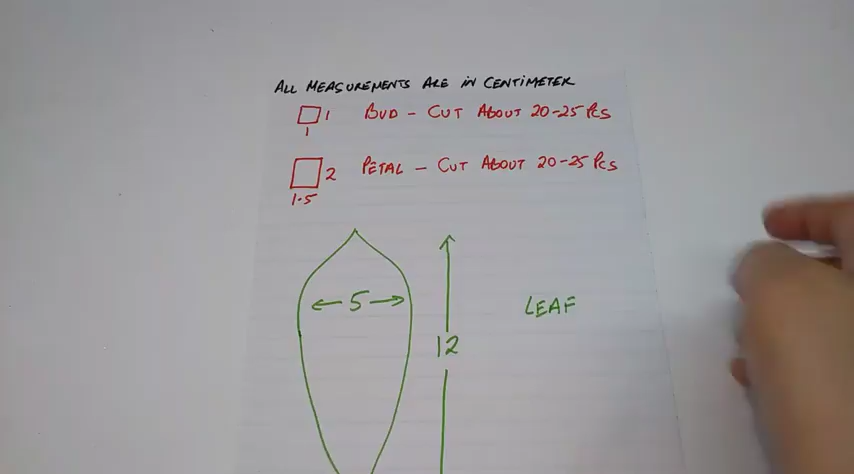 ALL MEASUREMENTS ARE IN CENTIMETER
1 BUD - CUT ABOUT 20-25 PCS
1
2 PETAL - CUT ABOUT 20-25 PCS
1.5
5
LEAF
12